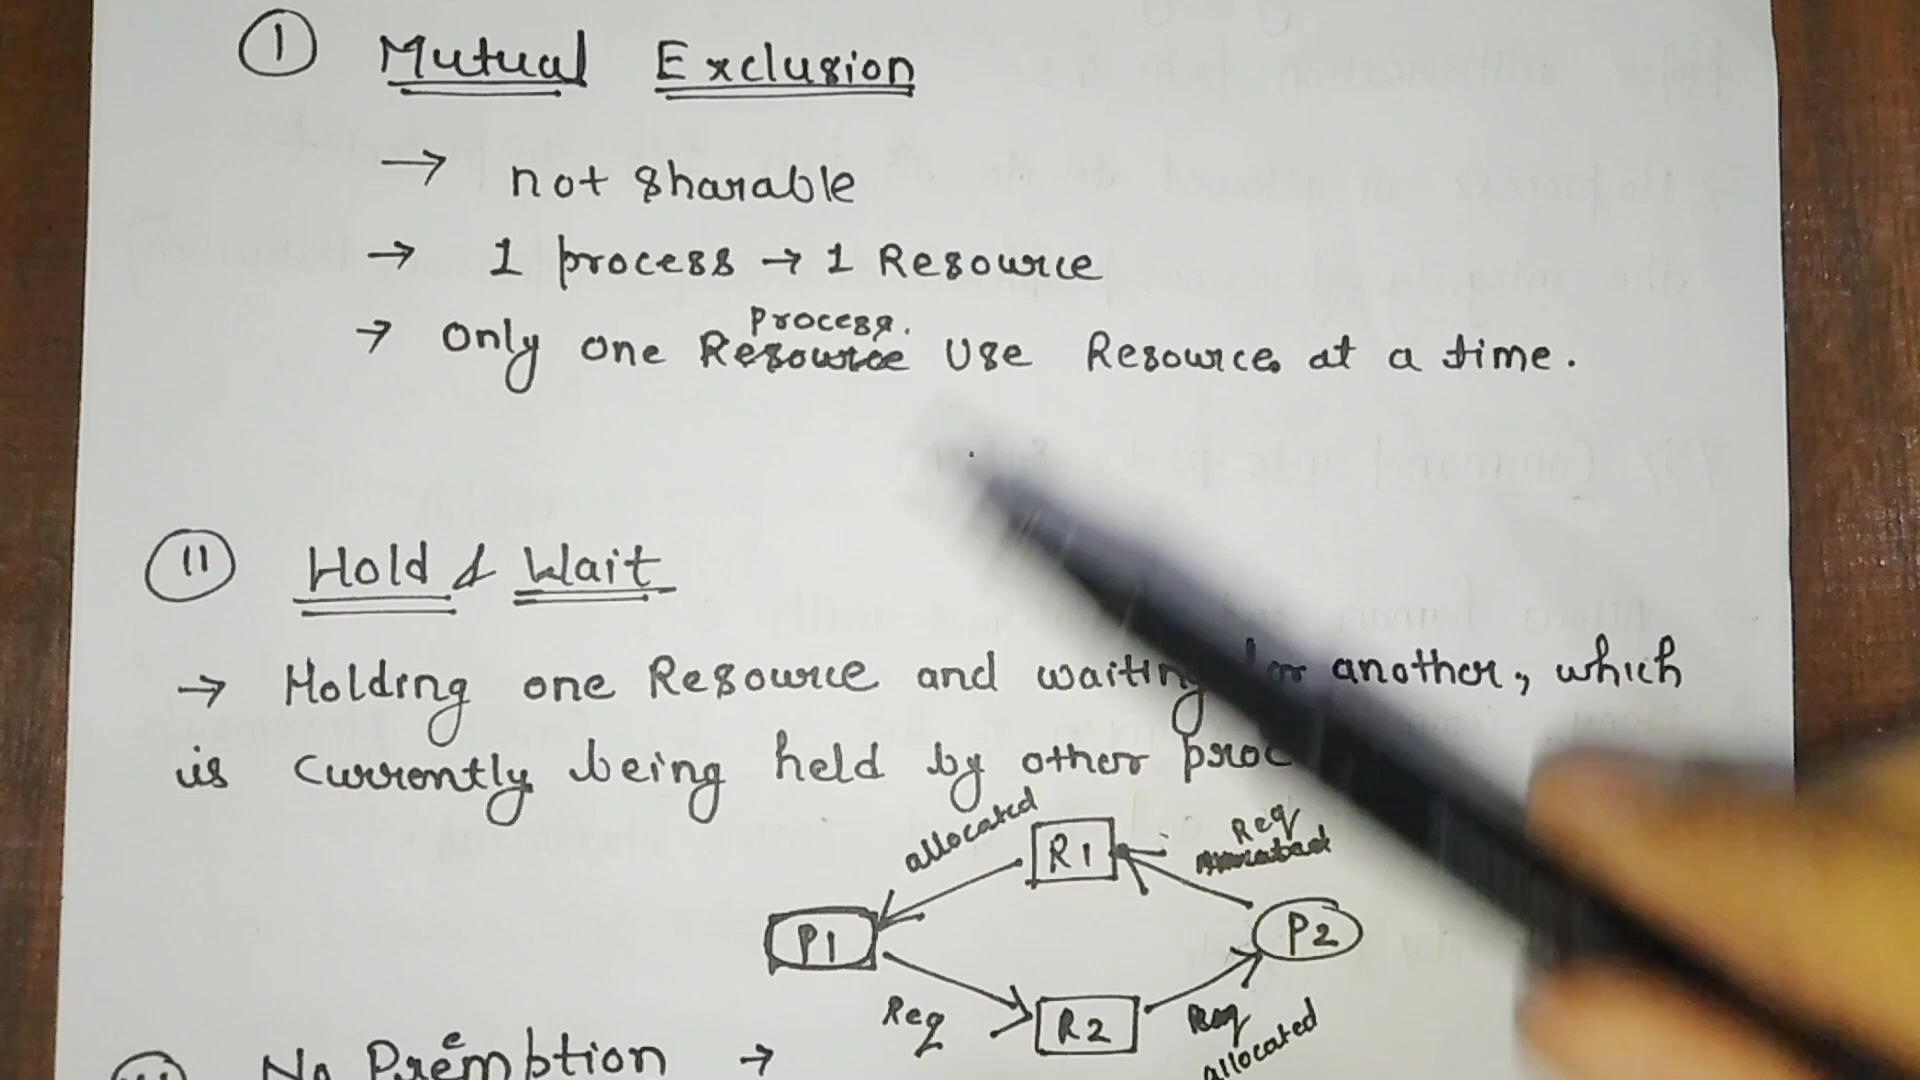 I Mutual Exclusion
→ not sharable
→ 1 process → 1 Resource
process.
→ only one Resource Use Resource at a time.
II Hold & Wait
→ Holding one Resource and waiting for another, which
is currently being held by other
allocated
R1
Req
P1
P2
Req
R2
Req
allocated
No Preemption →